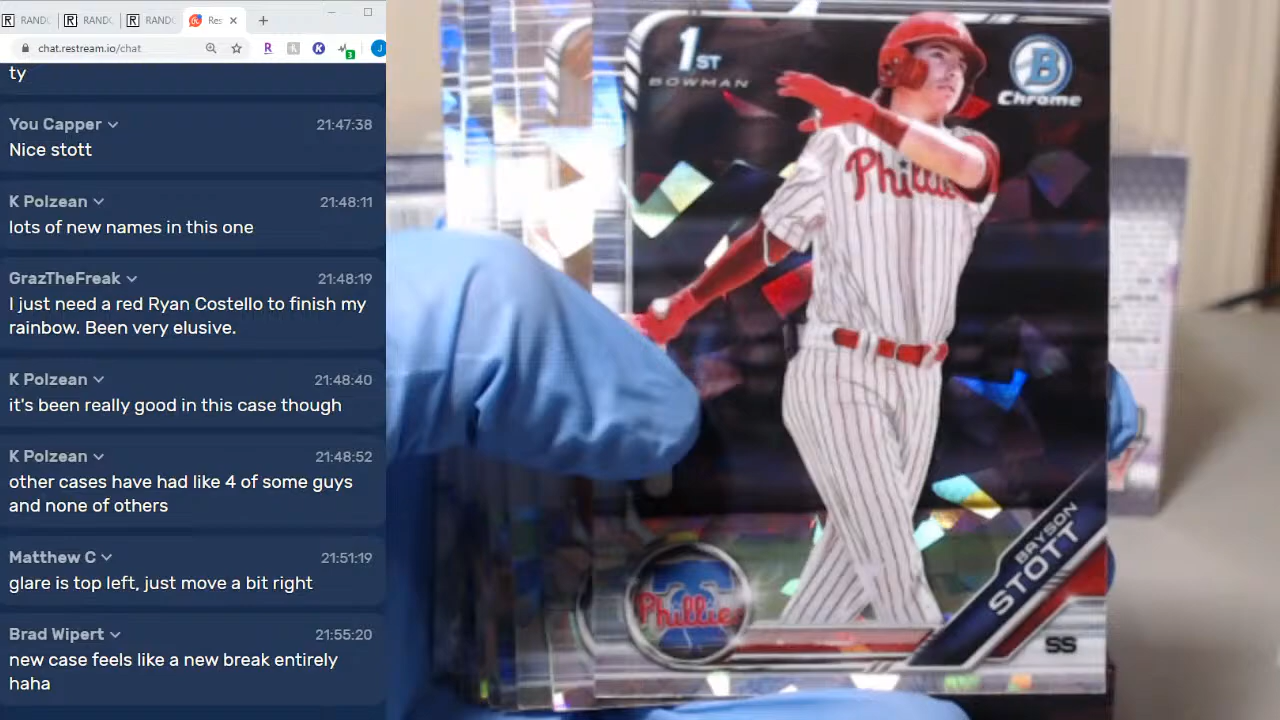 RAND
RAND
RAND
Res
chat.restream.io/chat
ty
You Capper 21:47:38
Nice stott
K Polzean 21:48:11
lots of new names in this one
GrazTheFreak 21:48:19
I just need a red Ryan Costello to finish my
rainbow. Been very elusive.
K Polzean 21:48:40
it's been really good in this case though
K Polzean 21:48:52
other cases have had like 4 of some guys
and none of others
Matthew C 21:51:19
glare is top left, just move a bit right
Brad Wipert 21:55:20
new case feels like a new break entirely
haha
1ST
BOWMAN
B
Chrome
Phillies
Phillies
BRYSON
STOTT
SS